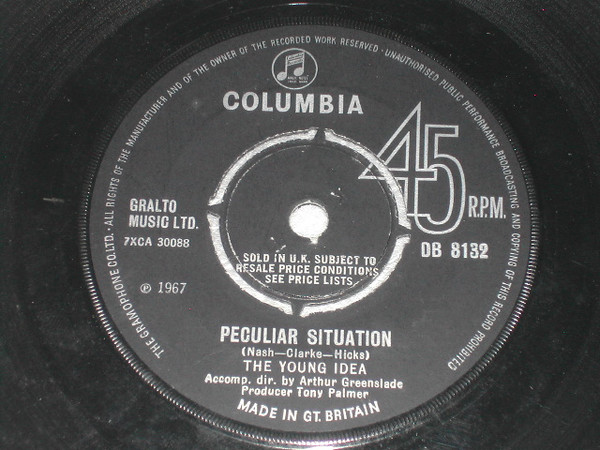 THE GRAMOPHONE CO. LTD. · ALL RIGHTS OF THE MANUFACTURER AND OF THE OWNER OF THE RECORDED WORK RESERVED · UNAUTHORISED PUBLIC PERFORMANCE BROADCASTING AND COPYING OF THIS RECORD PROHIBITED
COLUMBIA
45 R.P.M.
GRALTO
MUSIC LTD.
7XCA 30088
DB 8132
SOLD IN U.K. SUBJECT TO
RESALE PRICE CONDITIONS,
SEE PRICE LISTS
℗ 1967
PECULIAR SITUATION
(Nash—Clarke—Hicks)
THE YOUNG IDEA
Accomp. dir. by Arthur Greenslade
Producer Tony Palmer
MADE IN GT. BRITAIN